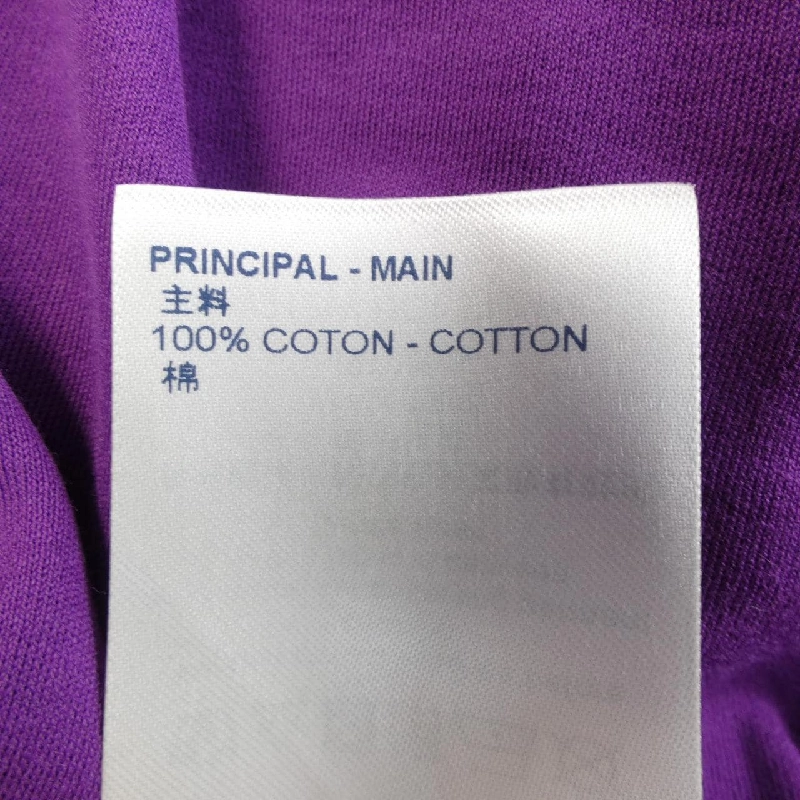 PRINCIPAL - MAIN
主料
100% COTON - COTTON
棉